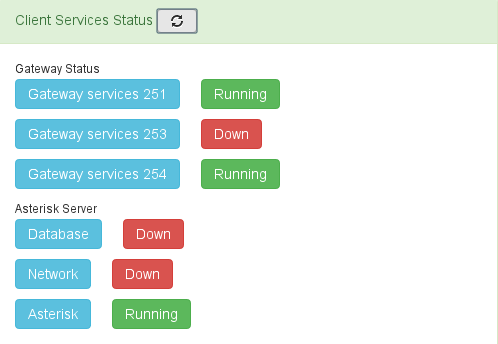 Client Services Status
Gateway Status
Gateway services 251 Running
Gateway services 253 Down
Gateway services 254 Running
Asterisk Server
Database Down
Network Down
Asterisk Running